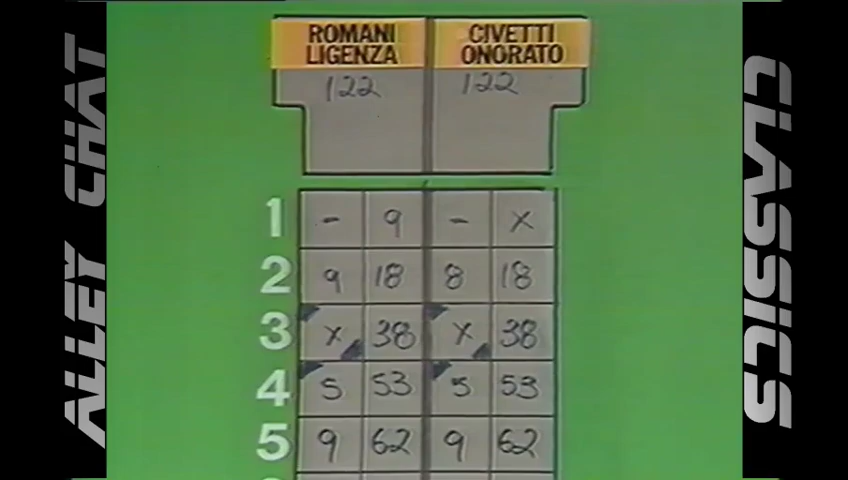 ALLEY CHAT
CLASSICS
ROMANI LIGENZA
CIVETTI ONORATO
122 122
1 - 9 - X
2 9 18 8 18
3 X 38 X 38
4 5 53 5 53
5 9 62 9 62